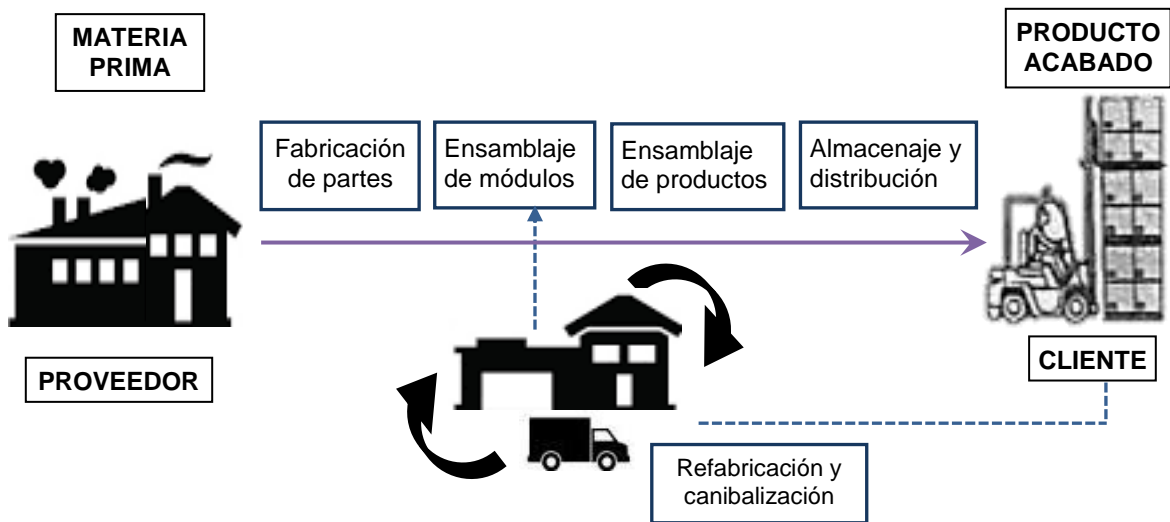 MATERIA
PRIMA
PRODUCTO
ACABADO
Fabricación
de partes
Ensamblaje
de módulos
Ensamblaje
de productos
Almacenaje y
distribución
PROVEEDOR
CLIENTE
Refabricación y
canibalización